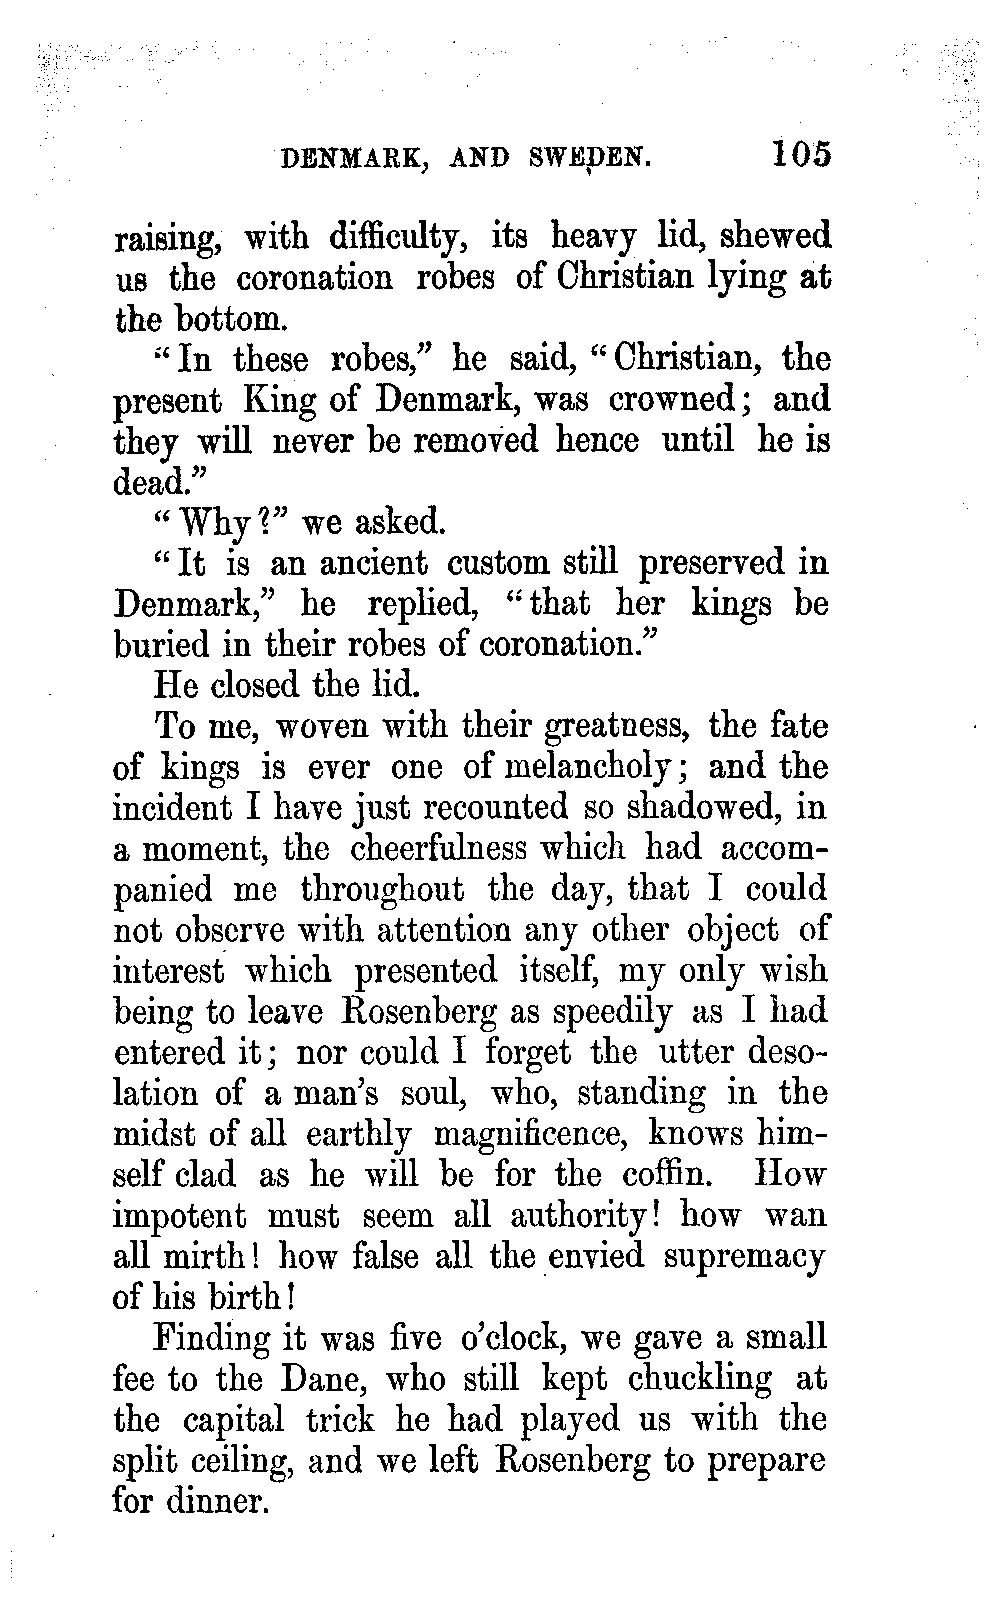 DENMARK, AND SWEDEN. 105
raising, with difficulty, its heavy lid, shewed
us the coronation robes of Christian lying at
the bottom.
"In these robes," he said, "Christian, the
present King of Denmark, was crowned; and
they will never be removed hence until he is
dead."
"Why?" we asked.
"It is an ancient custom still preserved in
Denmark," he replied, "that her kings be
buried in their robes of coronation."
He closed the lid.
To me, woven with their greatness, the fate
of kings is ever one of melancholy; and the
incident I have just recounted so shadowed, in
a moment, the cheerfulness which had accom-
panied me throughout the day, that I could
not observe with attention any other object of
interest which presented itself, my only wish
being to leave Rosenberg as speedily as I had
entered it; nor could I forget the utter deso-
lation of a man's soul, who, standing in the
midst of all earthly magnificence, knows him-
self clad as he will be for the coffin. How
impotent must seem all authority! how wan
all mirth! how false all the envied supremacy
of his birth!
Finding it was five o'clock, we gave a small
fee to the Dane, who still kept chuckling at
the capital trick he had played us with the
split ceiling, and we left Rosenberg to prepare
for dinner.